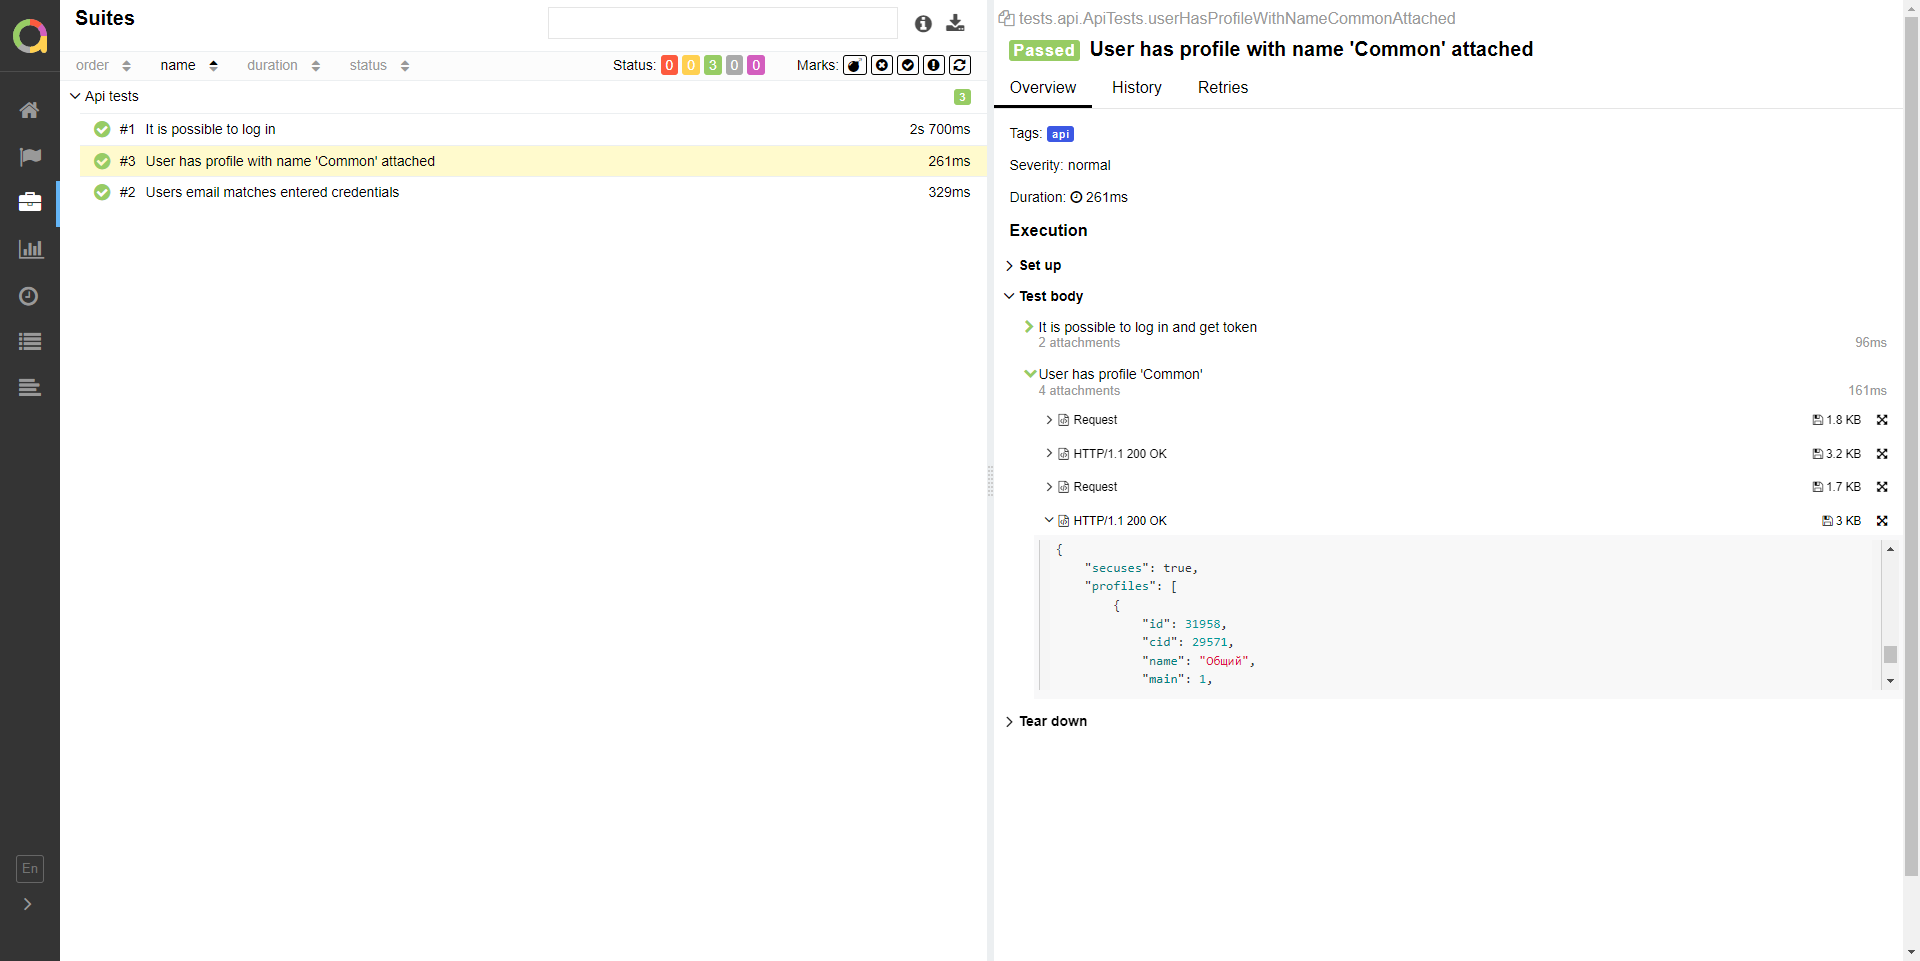 Suites
order name duration status Status: 0 0 3 0 0 Marks:
Api tests 3
#1 It is possible to log in 2s 700ms
#3 User has profile with name 'Common' attached 261ms
#2 Users email matches entered credentials 329ms
En
tests.api.ApiTests.userHasProfileWithNameCommonAttached
Passed User has profile with name 'Common' attached
Overview History Retries
Tags: api
Severity: normal
Duration: 261ms
Execution
Set up
Test body
It is possible to log in and get token
2 attachments 96ms
User has profile 'Common'
4 attachments 161ms
Request 1.8 KB
HTTP/1.1 200 OK 3.2 KB
Request 1.7 KB
HTTP/1.1 200 OK 3 KB
{
"secuses": true,
"profiles": [
{
"id": 31958,
"cid": 29571,
"name": "Общий",
"main": 1,
Tear down